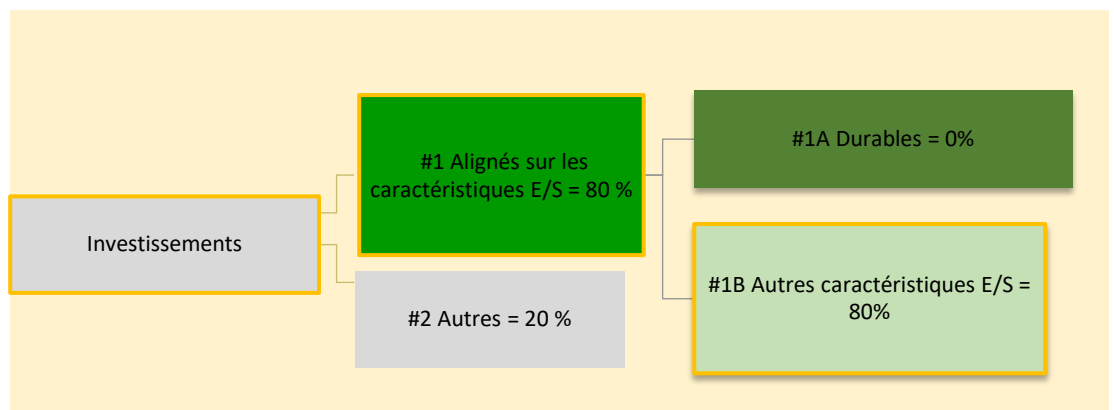 Investissements
#1 Alignés sur les
caractéristiques E/S = 80 %
#2 Autres = 20 %
#1A Durables = 0%
#1B Autres caractéristiques E/S =
80%